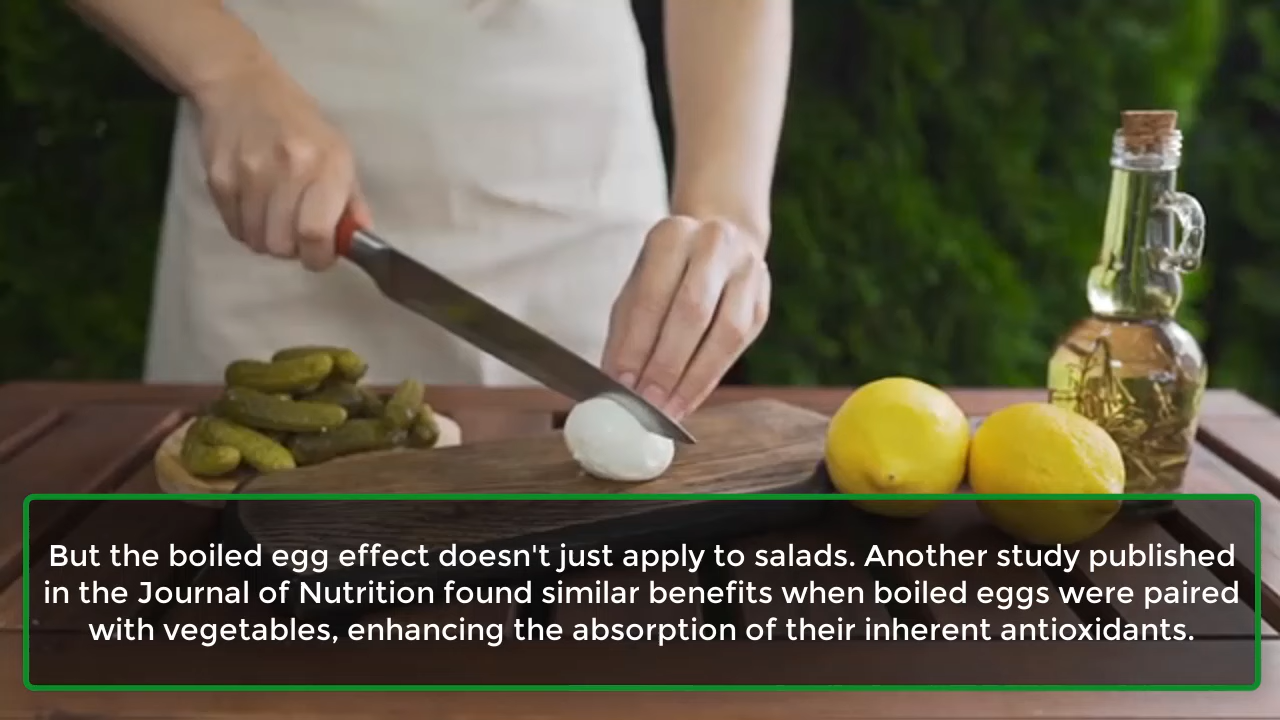 But the boiled egg effect doesn't just apply to salads. Another study published
in the Journal of Nutrition found similar benefits when boiled eggs were paired
with vegetables, enhancing the absorption of their inherent antioxidants.